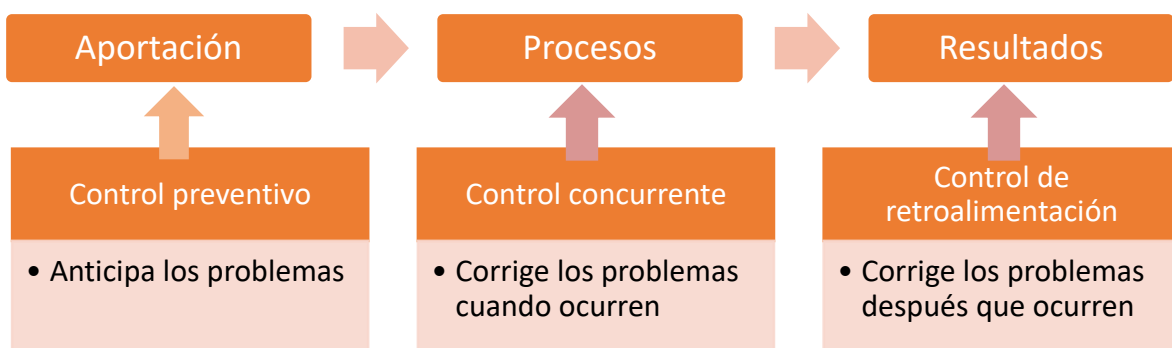 Aportación
Procesos
Resultados
Control preventivo
• Anticipa los problemas
Control concurrente
• Corrige los problemas
cuando ocurren
Control de
retroalimentación
• Corrige los problemas
después que ocurren